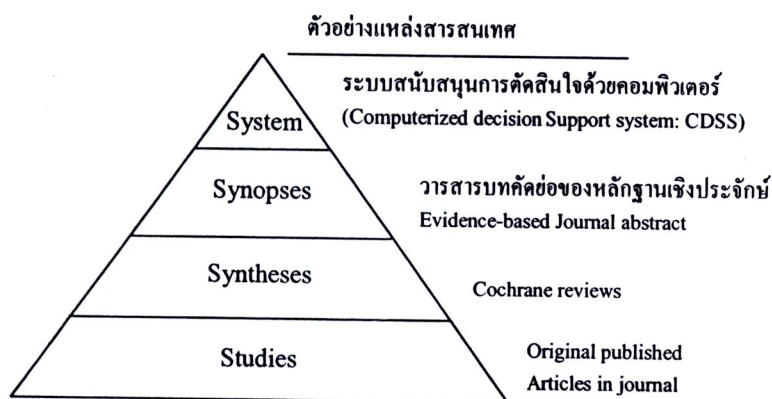 ตัวอย่างแหล่งสารสนเทศ
ระบบสนับสนุนการตัดสินใจด้วยคอมพิวเตอร์
System
(Computerized decision Support system: CDSS)
Synopses
วารสารบทคัดย่อของหลักฐานเชิงประจักษ์
Evidence-based Journal abstract
Syntheses
Cochrane reviews
Studies
Original published
Articles in journal